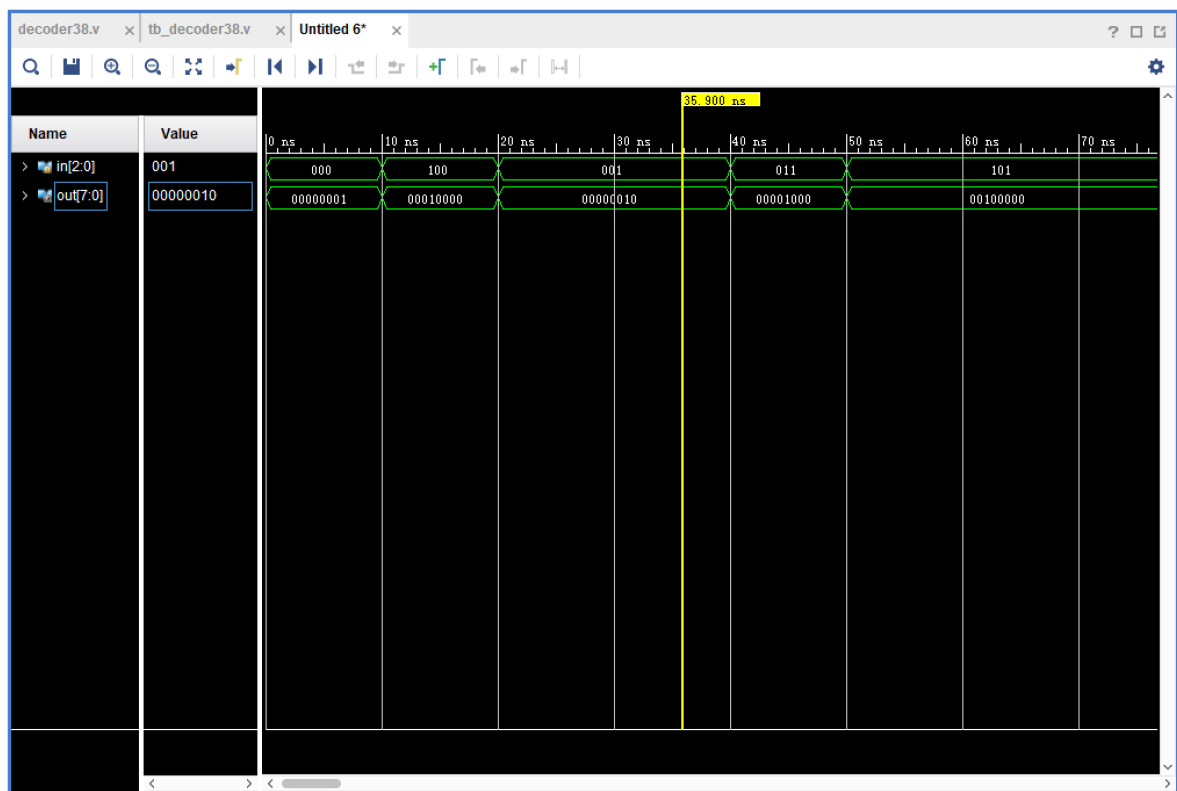 decoder38.v × tb_decoder38.v × Untitled 6* ×
35.900 ns
Name Value
0 ns 10 ns 20 ns 30 ns 40 ns 50 ns 60 ns 70 ns
in[2:0] 001 000 100 001 011 101
out[7:0] 00000010 00000001 00010000 00000010 00001000 00100000